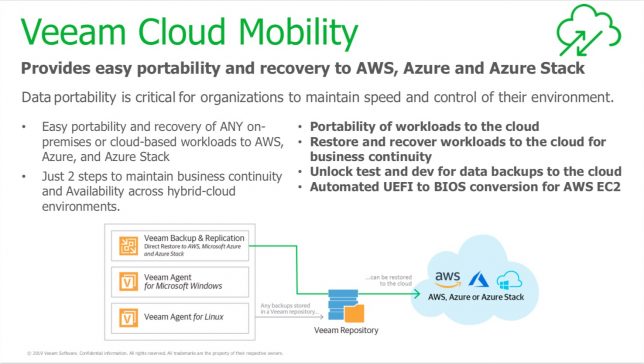 Veeam Cloud Mobility
Provides easy portability and recovery to AWS, Azure and Azure Stack
Data portability is critical for organizations to maintain speed and control of their environment.
• Easy portability and recovery of ANY on-
premises or cloud-based workloads to AWS,
Azure, and Azure Stack
• Just 2 steps to maintain business continuity
and Availability across hybrid-cloud
environments.
• Portability of workloads to the cloud
• Restore and recover workloads to the cloud for
business continuity
• Unlock test and dev for data backups to the cloud
• Automated UEFI to BIOS conversion for AWS EC2
Veeam Backup & Replication
Direct Restore to AWS, Microsoft Azure
and Azure Stack
Veeam Agent
for Microsoft Windows
Veeam Agent for Linux
Any backups stored
in a Veeam repository...
Veeam Repository
...can be restored
to the cloud
aws
AWS, Azure or Azure Stack
© 2019 Veeam Software. Confidential information. All rights reserved. All trademarks are the property of their respective owners.